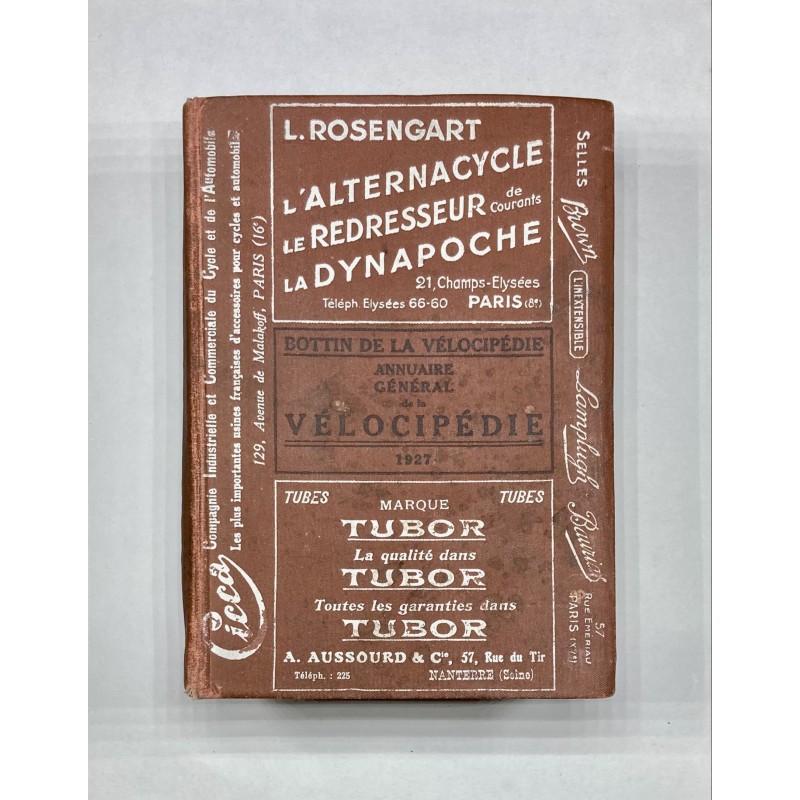 Cicca
Compagnie Industrielle et Commerciale du Cycle et de l'Automobile
Les plus importantes usines françaises d'accessoires pour cycles et automobiles
129, Avenue de Malakoff, PARIS (16e)
L. ROSENGART
L'ALTERNACYCLE
LE REDRESSEUR de Courants
LA DYNAPOCHE
21, Champs-Elysées
Téléph. Elysées 66-60 PARIS (8e)
BOTTIN DE LA VÉLOCIPÉDIE
ANNUAIRE
GÉNÉRAL
de la
VÉLOCIPÉDIE
1927
TUBES TUBES
MARQUE
TUBOR
La qualité dans
TUBOR
Toutes les garanties dans
TUBOR
A. AUSSOURD & Cie, 57, Rue du Tir
Téléph. : 225 NANTERRE (Seine)
SELLES Brown L'INEXTENSIBLE Lamplugh
57
RUE EMERIAU
PARIS (XVe)